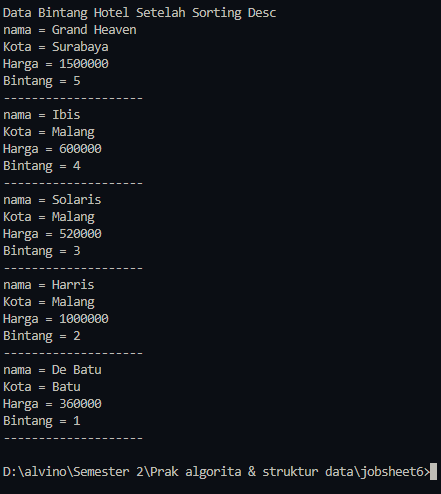 Data Bintang Hotel Setelah Sorting Desc
nama = Grand Heaven
Kota = Surabaya
Harga = 1500000
Bintang = 5
--------------------
nama = Ibis
Kota = Malang
Harga = 600000
Bintang = 4
--------------------
nama = Solaris
Kota = Malang
Harga = 520000
Bintang = 3
--------------------
nama = Harris
Kota = Malang
Harga = 1000000
Bintang = 2
--------------------
nama = De Batu
Kota = Batu
Harga = 360000
Bintang = 1
--------------------
D:\alvino\Semester 2\Prak algorita & struktur data\jobsheet6>